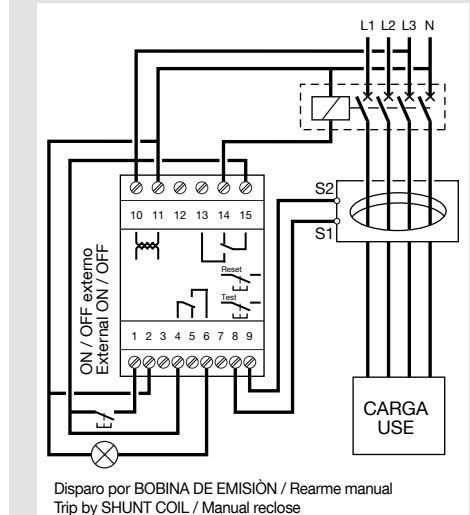 L1 L2 L3 N
S2
S1
10 11 12 13 14 15
Reset
Test
ON / OFF externo
External ON / OFF
1 2 3 4 5 6 7 8 9
CARGA
USE
Disparo por BOBINA DE EMISIÒN / Rearme manual
Trip by SHUNT COIL / Manual reclose